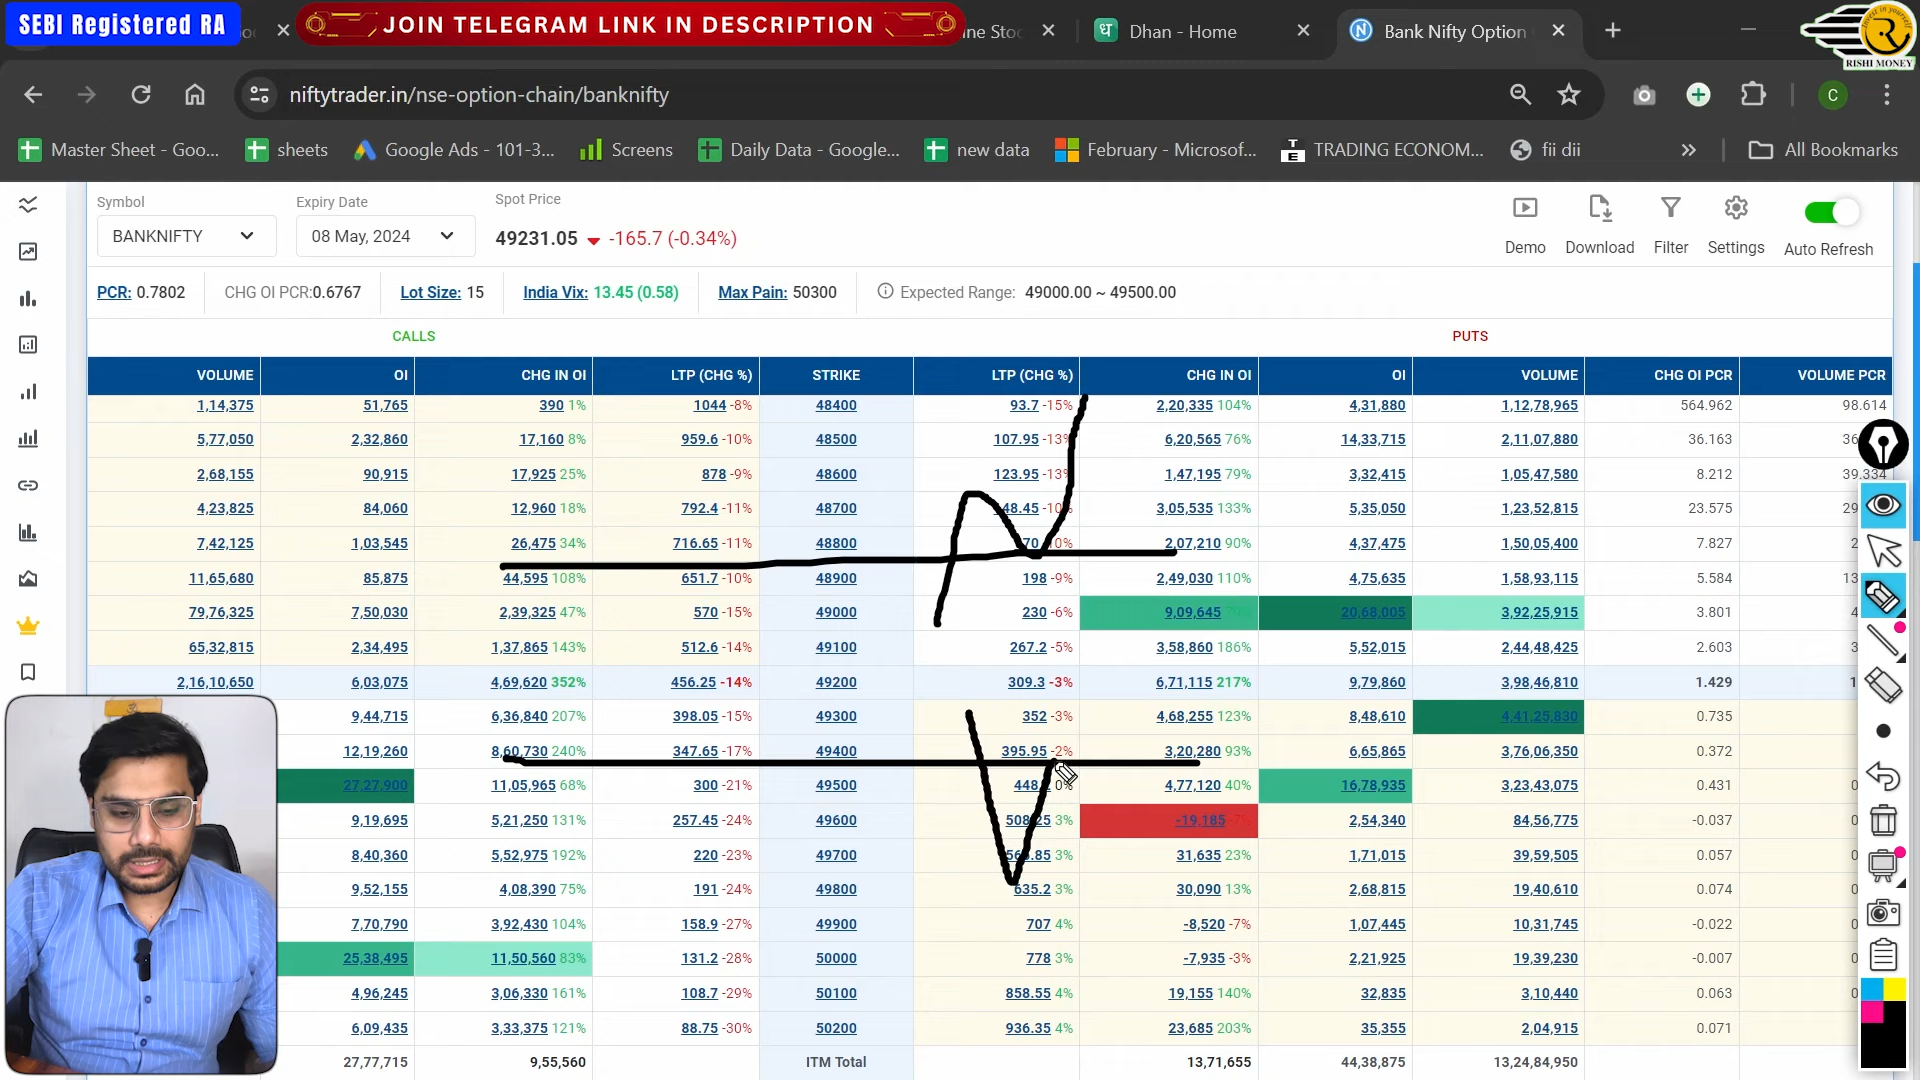 SEBI Registered RA
JOIN TELEGRAM LINK IN DESCRIPTION
Dhan - Home
Bank Nifty Option
RISHI MONEY
niftytrader.in/nse-option-chain/banknifty
C
Master Sheet - Goo...
sheets
Google Ads - 101-3...
Screens
Daily Data - Google...
new data
February - Microsof...
TRADING ECONOM...
fii dii
All Bookmarks
Symbol Expiry Date Spot Price
BANKNIFTY 08 May, 2024 49231.05 -165.7 (-0.34%)
Demo Download Filter Settings Auto Refresh
PCR: 0.7802 CHG OI PCR:0.6767 Lot Size: 15 India Vix: 13.45 (0.58) Max Pain: 50300 Expected Range: 49000.00 ~ 49500.00
CALLS PUTS
VOLUME OI CHG IN OI LTP (CHG %) STRIKE LTP (CHG %) CHG IN OI OI VOLUME CHG OI PCR VOLUME PCR
1,14,375 51,765 390 1% 1044 -8% 48400 93.7 -15% 2,20,335 104% 4,31,880 1,12,78,965 564.962 98.614
5,77,050 2,32,860 17,160 8% 959.6 -10% 48500 107.95 -13% 6,20,565 76% 14,33,715 2,11,07,880 36.163
2,68,155 90,915 17,925 25% 878 -9% 48600 123.95 -13% 1,47,195 79% 3,32,415 1,05,47,580 8.212 39.334
4,23,825 84,060 12,960 18% 792.4 -11% 48700 48.45 -10% 3,05,535 133% 5,35,050 1,23,52,815 23.575
7,42,125 1,03,545 26,475 34% 716.65 -11% 48800 2,07,210 90% 4,37,475 1,50,05,400 7.827
11,65,680 85,875 44,595 108% 651.7 -10% 48900 198 -9% 2,49,030 110% 4,75,635 1,58,93,115 5.584
79,76,325 7,50,030 2,39,325 47% 570 -15% 49000 230 -6% 9,09,645 20,68,005 3,92,25,915 3.801
65,32,815 2,34,495 1,37,865 143% 512.6 -14% 49100 267.2 -5% 3,58,860 186% 5,52,015 2,44,48,425 2.603
2,16,10,650 6,03,075 4,69,620 352% 456.25 -14% 49200 309.3 -3% 6,71,115 217% 9,79,860 3,98,46,810 1.429
9,44,715 6,36,840 207% 398.05 -15% 49300 352 -3% 4,68,255 123% 8,48,610 4,41,25,830 0.735
12,19,260 8,60,730 240% 347.65 -17% 49400 395.95 -2% 3,20,280 93% 6,65,865 3,76,06,350 0.372
27,27,900 11,05,965 68% 300 -21% 49500 0% 4,77,120 40% 16,78,935 3,23,43,075 0.431
9,19,695 5,21,250 131% 257.45 -24% 49600 508.25 3% -19,185 -7% 2,54,340 84,56,775 -0.037
8,40,360 5,52,975 192% 220 -23% 49700 3% 31,635 23% 1,71,015 39,59,505 0.057
9,52,155 4,08,390 75% 191 -24% 49800 635.2 3% 30,090 13% 2,68,815 19,40,610 0.074
7,70,790 3,92,430 104% 158.9 -27% 49900 707 4% -8,520 -7% 1,07,445 10,31,745 -0.022
25,38,495 11,50,560 83% 131.2 -28% 50000 778 3% -7,935 -3% 2,21,925 19,39,230 -0.007
4,96,245 3,06,330 161% 108.7 -29% 50100 858.55 4% 19,155 140% 32,835 3,10,440 0.063
6,09,435 3,33,375 121% 88.75 -30% 50200 936.35 4% 23,685 203% 35,355 2,04,915 0.071
27,77,715 9,55,560 ITM Total 13,71,655 44,38,875 13,24,84,950